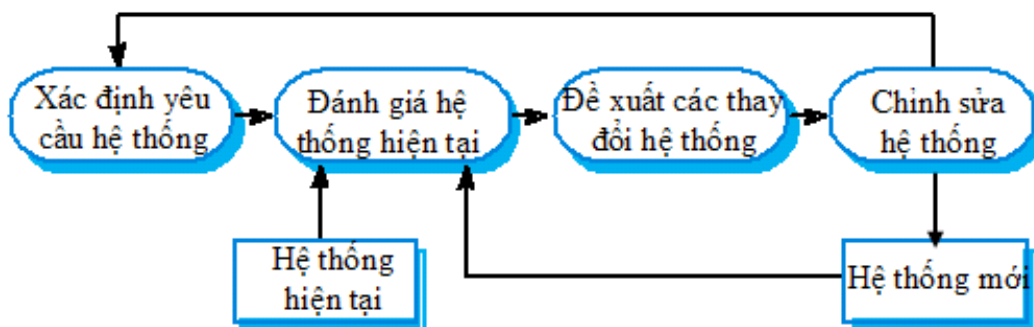 Xác định yêu
cầu hệ thống
Đánh giá hệ
thống hiện tại
Đề xuất các thay
đổi hệ thống
Chỉnh sửa
hệ thống
Hệ thống
hiện tại
Hệ thống mới